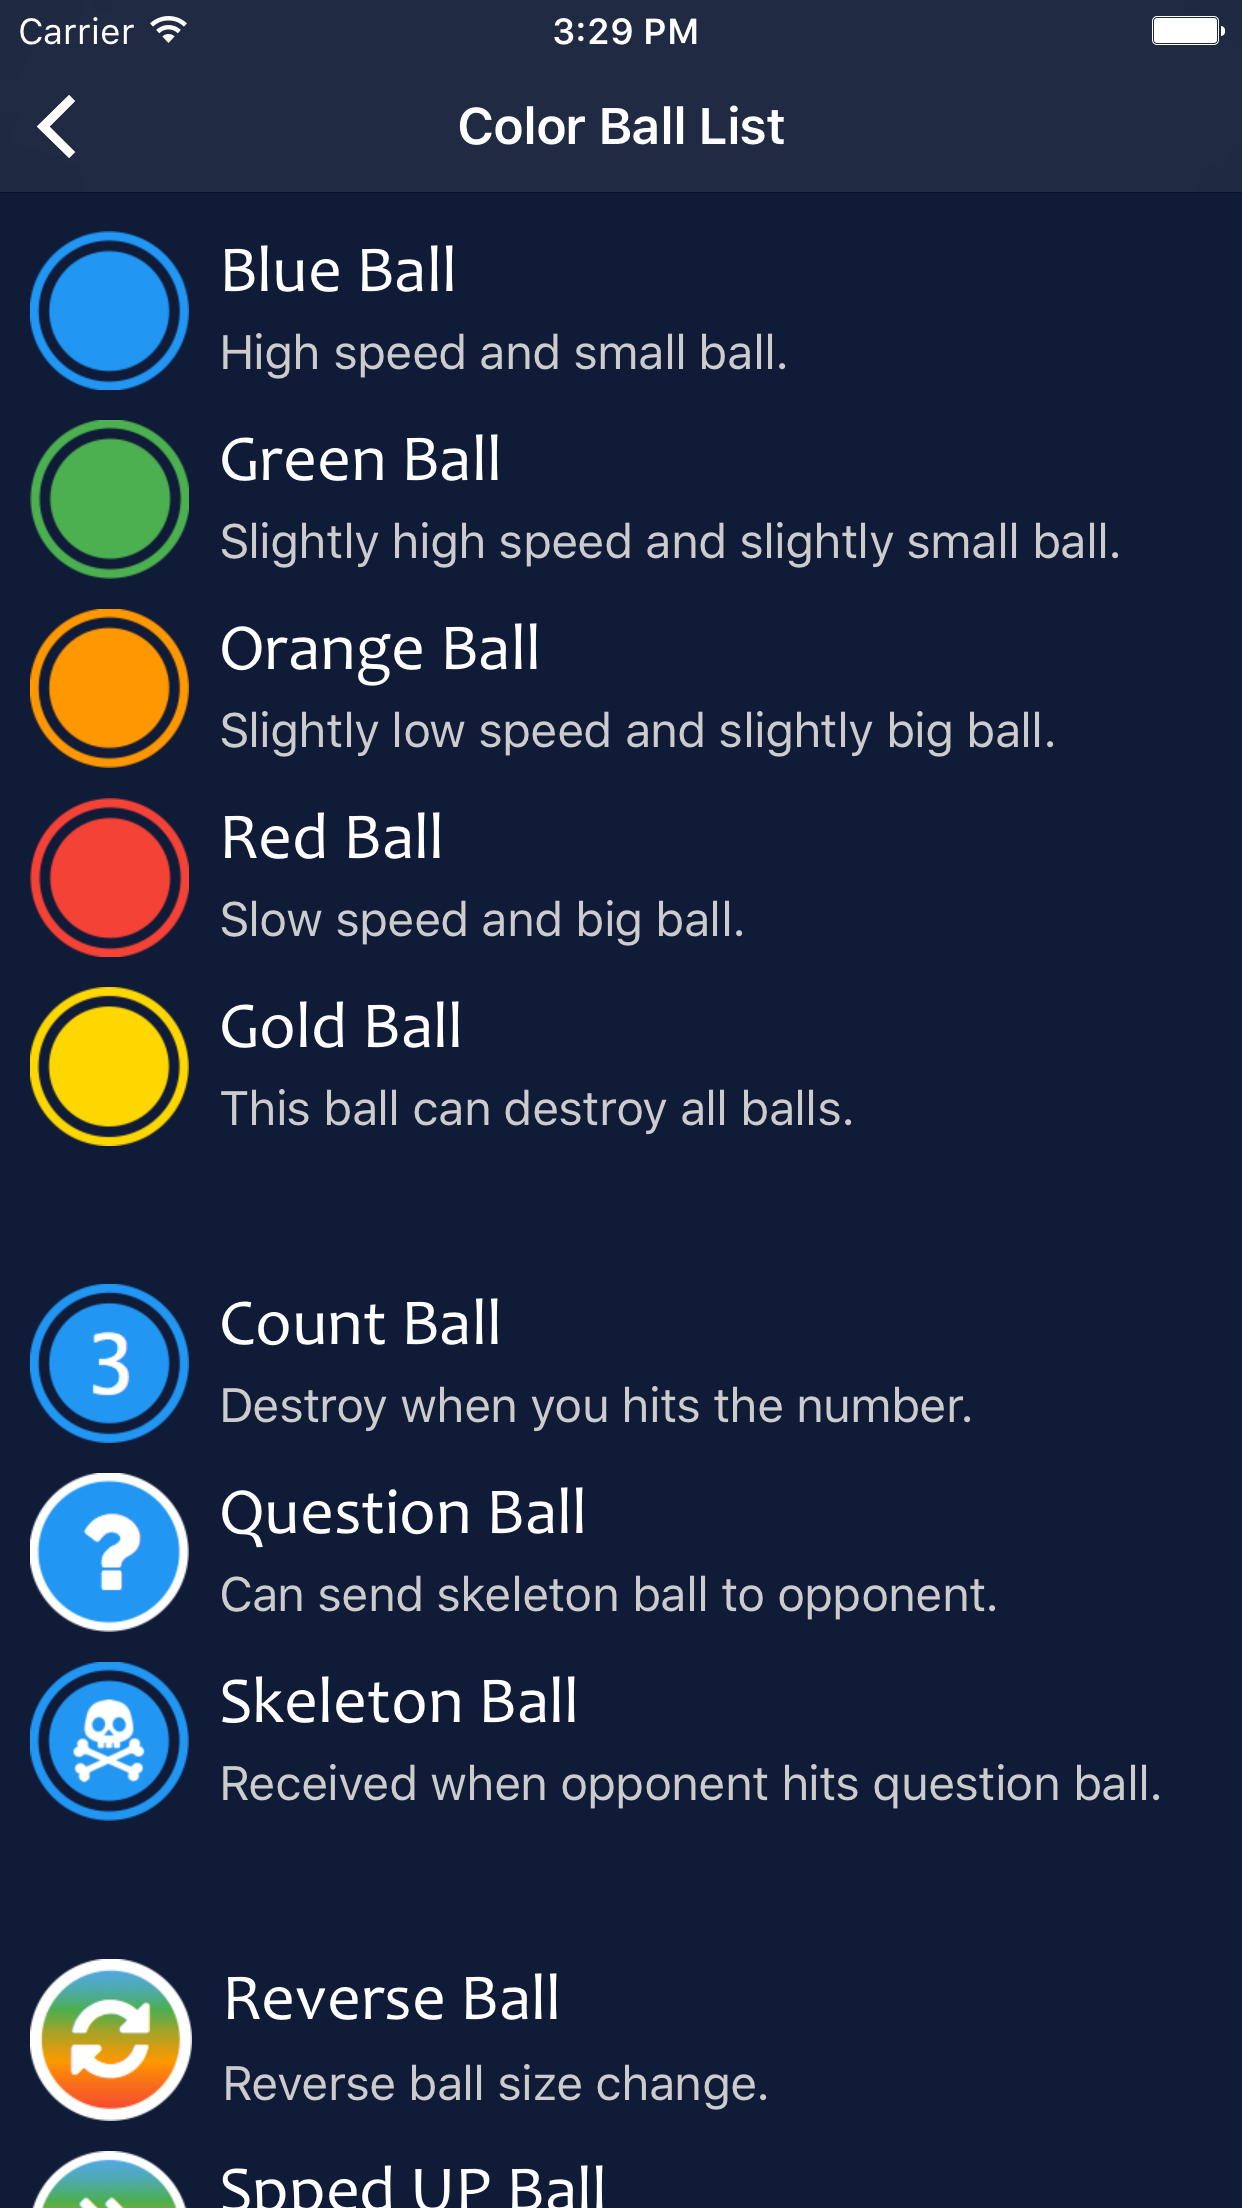 Carrier 3:29 PM
Color Ball List
Blue Ball
High speed and small ball.
Green Ball
Slightly high speed and slightly small ball.
Orange Ball
Slightly low speed and slightly big ball.
Red Ball
Slow speed and big ball.
Gold Ball
This ball can destroy all balls.
3
Count Ball
Destroy when you hits the number.
?
Question Ball
Can send skeleton ball to opponent.
Skeleton Ball
Received when opponent hits question ball.
Reverse Ball
Reverse ball size change.
Spped UP Ball